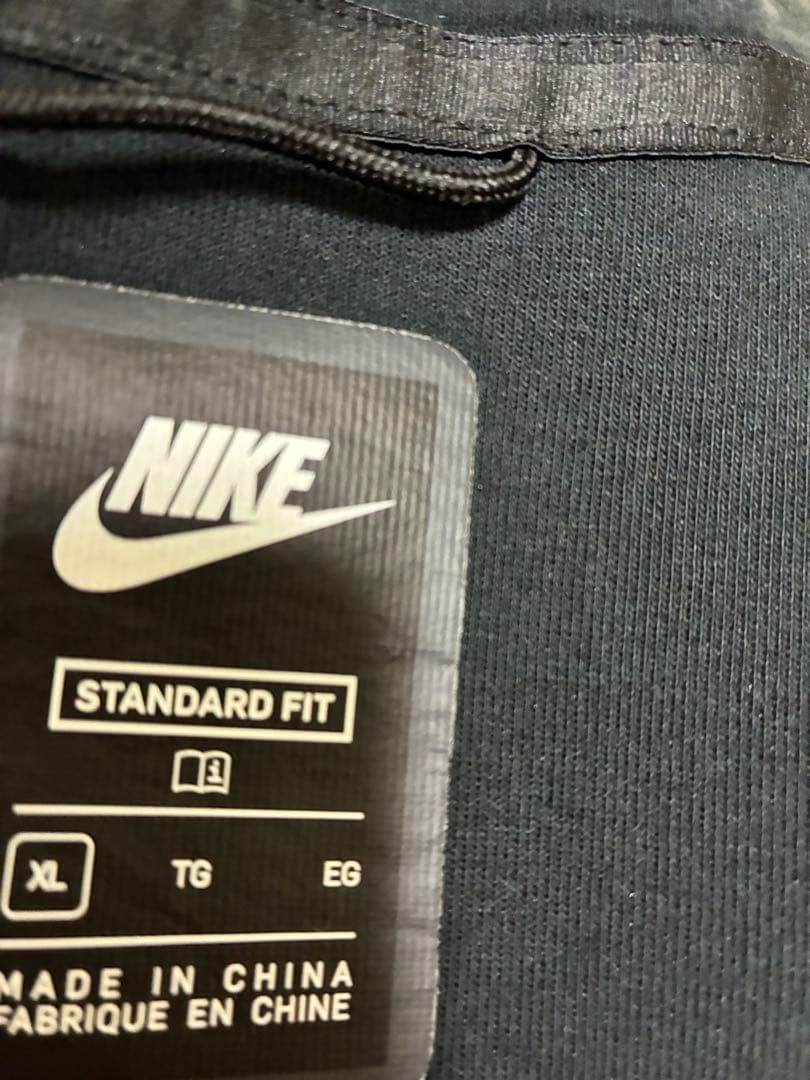 NIKE
STANDARD FIT
i
XL TG EG
MADE IN CHINA
FABRIQUE EN CHINE